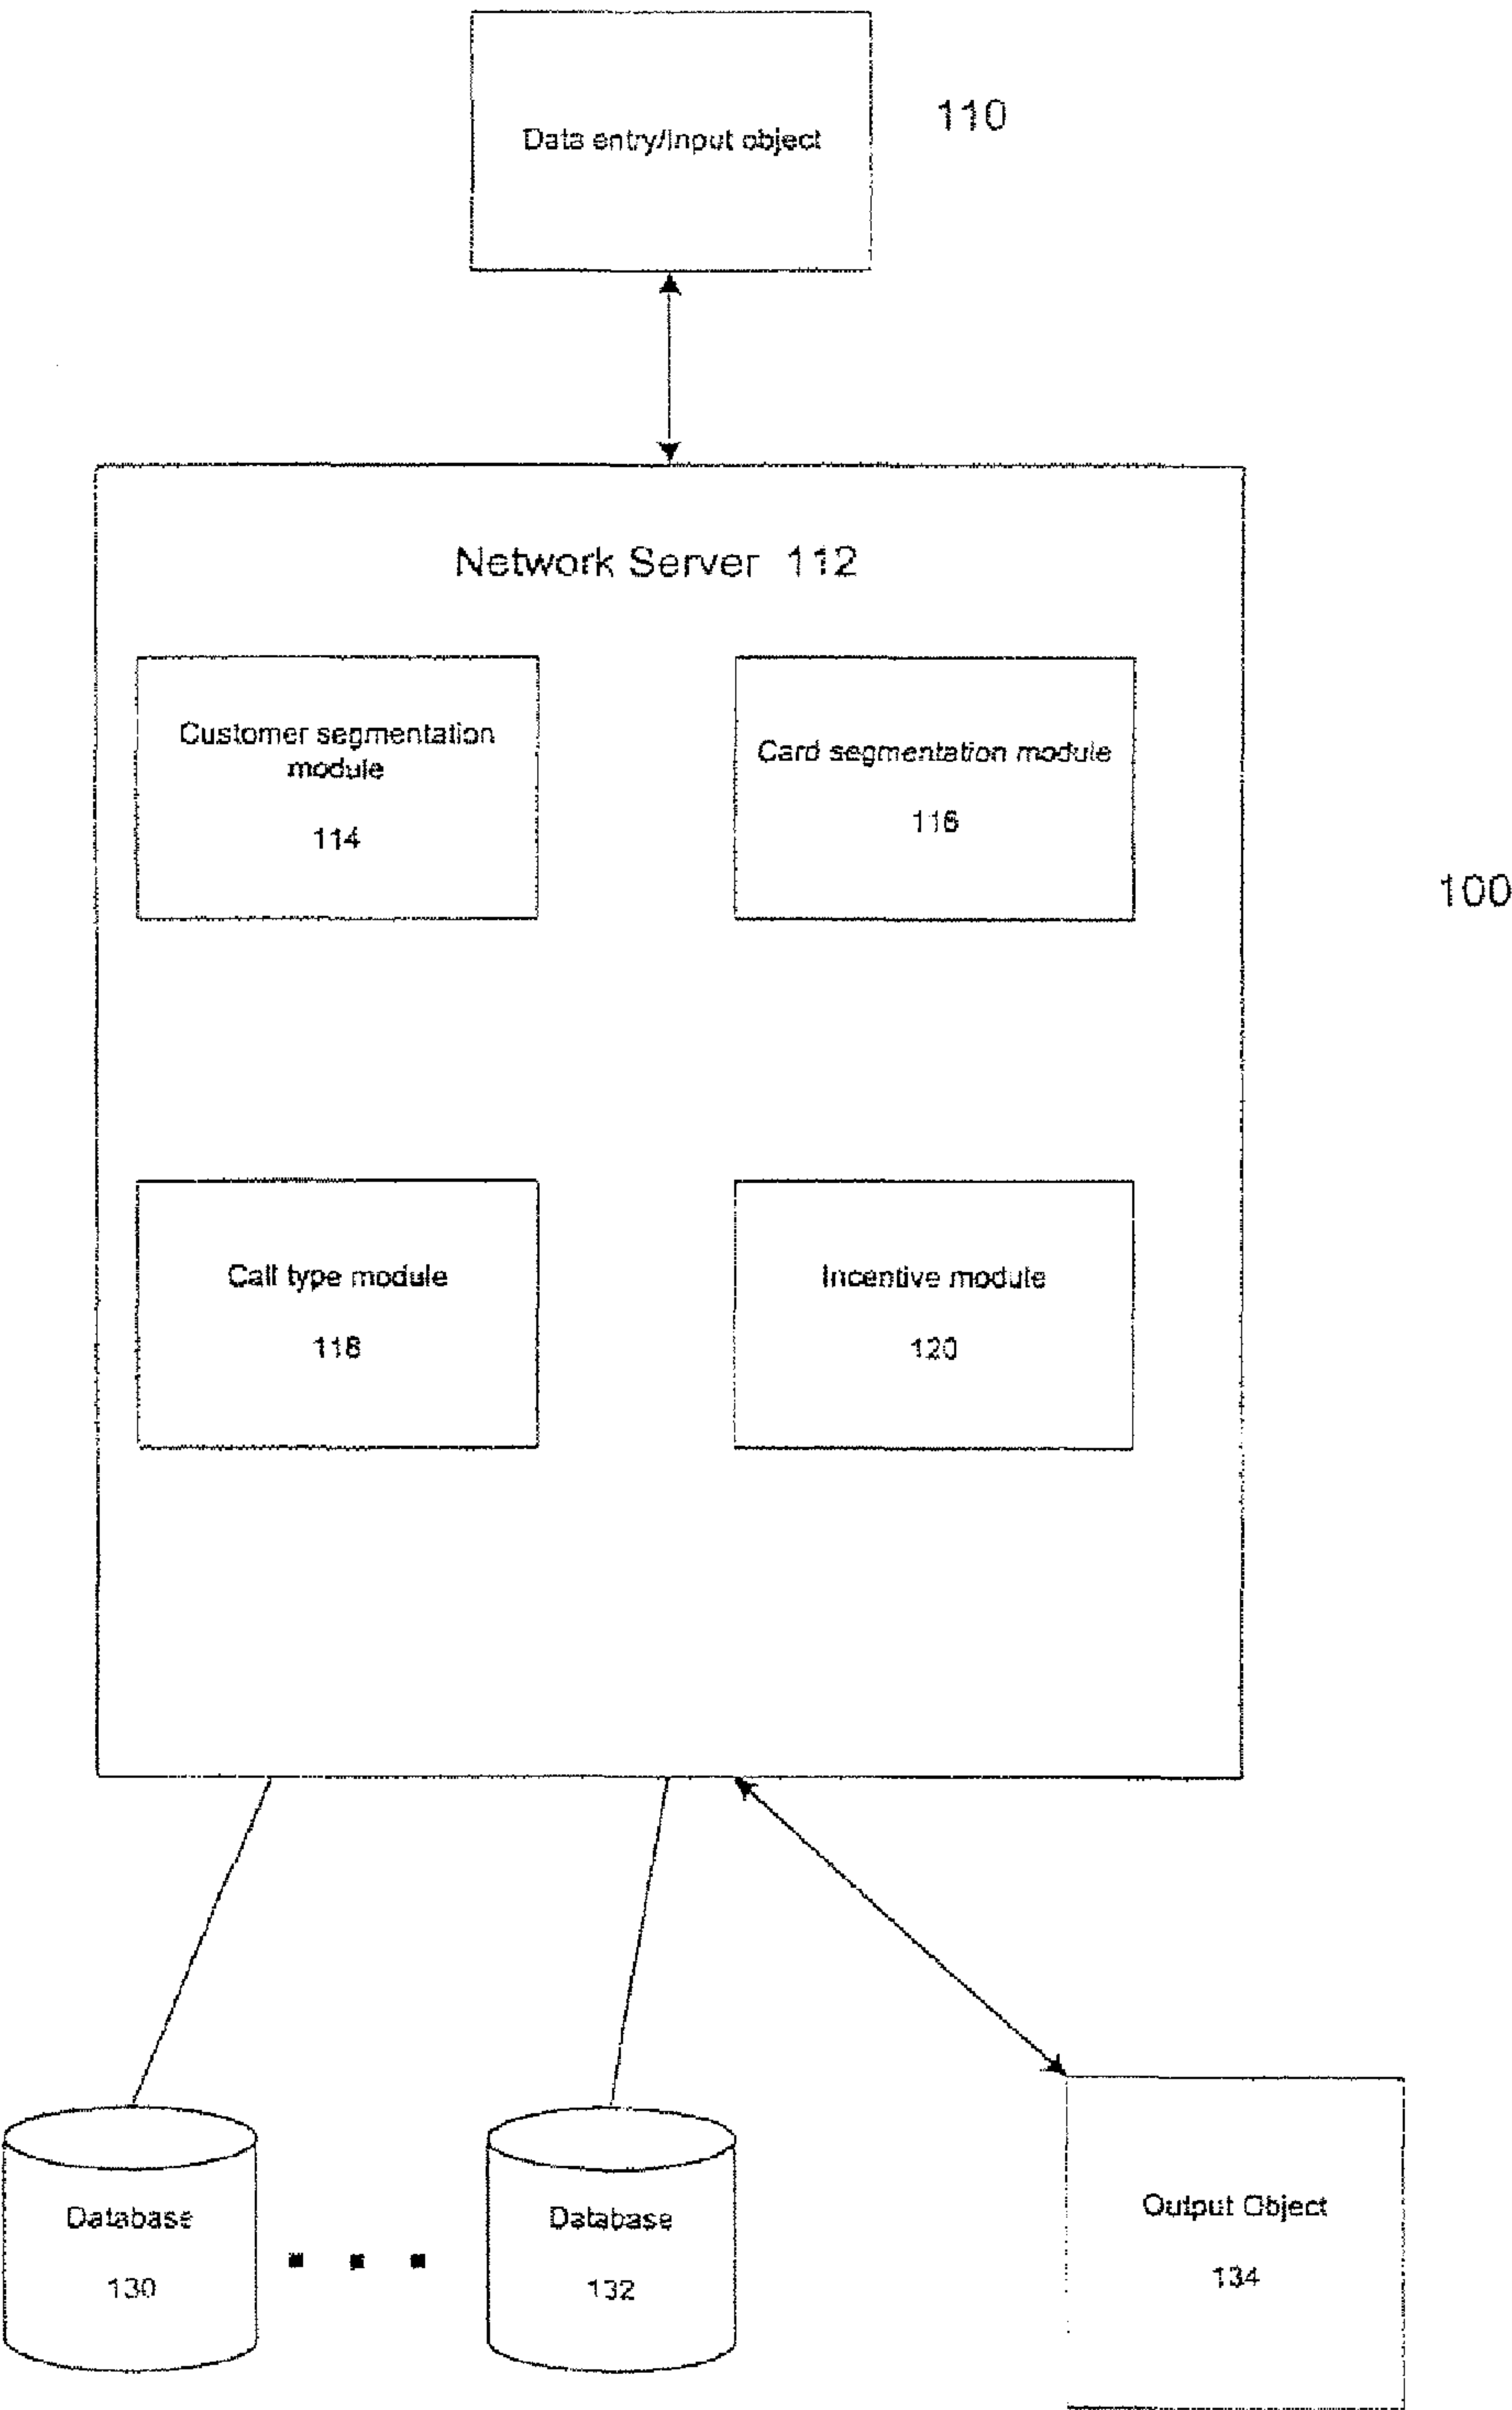 110
Data entry/Input object
Network Server 112
Customer segmentation
module
114
Card segmentation module
116
100
Call type module
118
Incentive module
120
Database
130
Database
132
Output Object
134